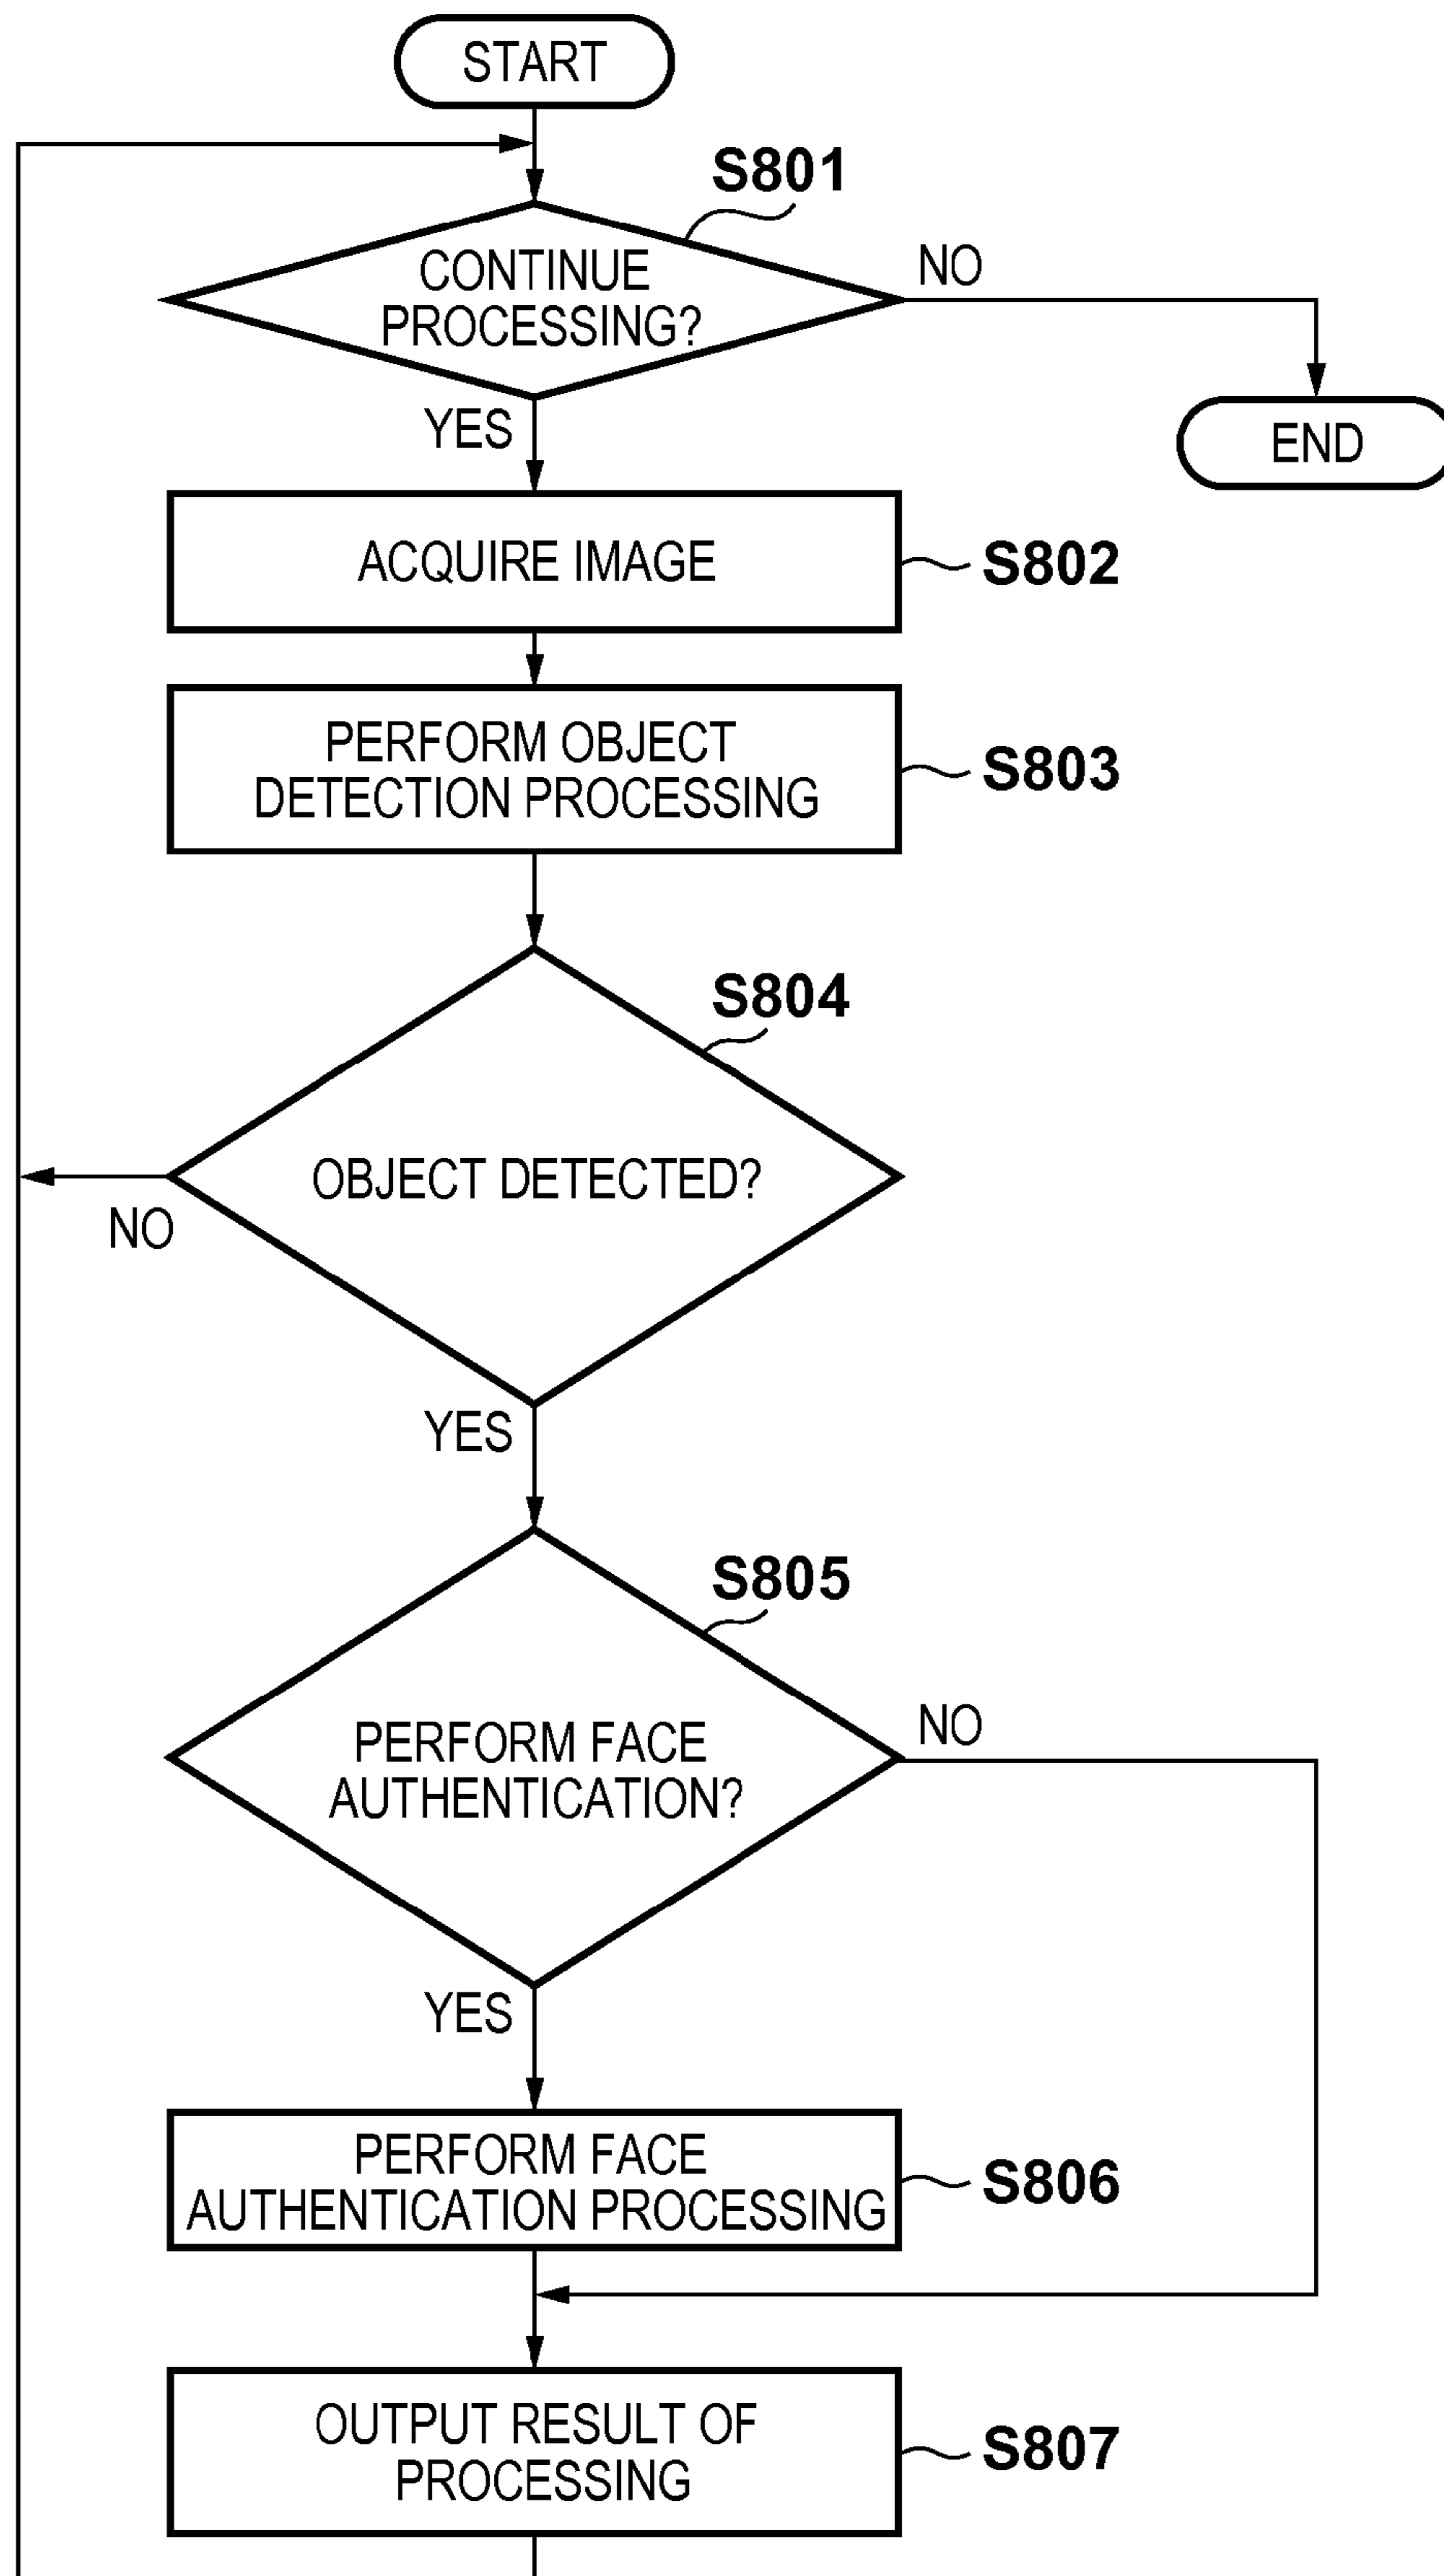 START
S801
CONTINUE
PROCESSING?
NO
YES
END
ACQUIRE IMAGE
S802
PERFORM OBJECT
DETECTION PROCESSING
S803
S804
OBJECT DETECTED?
NO
YES
S805
PERFORM FACE
AUTHENTICATION?
NO
YES
PERFORM FACE
AUTHENTICATION PROCESSING
S806
OUTPUT RESULT OF
PROCESSING
S807